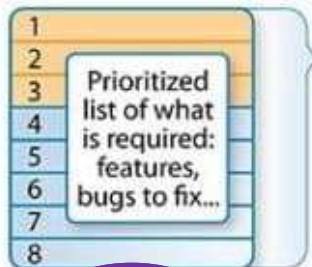 1
2
3
4
5
6
7
8
Prioritized
list of what
is required:
features,
bugs to fix...